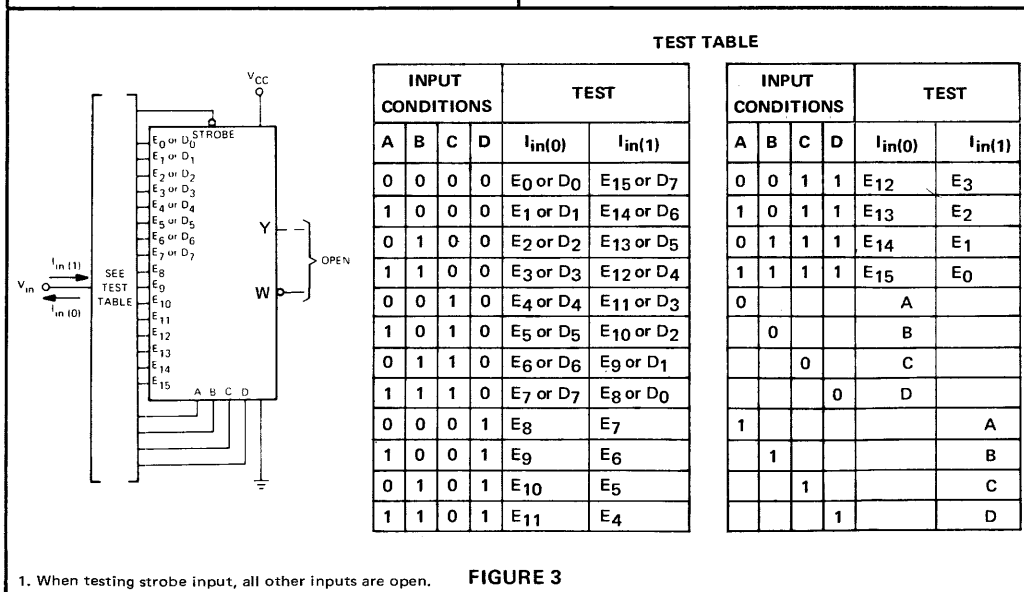 TEST TABLE
VCC
STROBE
E0 or D0
E1 or D1
E2 or D2
E3 or D3
E4 or D4
E5 or D5
E6 or D6
E7 or D7
E8
E9
E10
E11
E12
E13
E14
E15
A B C D
Y
W
OPEN
Vin
Iin (1)
Iin (0)
SEE
TEST
TABLE
INPUT CONDITIONS TEST
A B C D Iin(0) Iin(1)
0 0 0 0 E0 or D0 E15 or D7
1 0 0 0 E1 or D1 E14 or D6
0 1 0 0 E2 or D2 E13 or D5
1 1 0 0 E3 or D3 E12 or D4
0 0 1 0 E4 or D4 E11 or D3
1 0 1 0 E5 or D5 E10 or D2
0 1 1 0 E6 or D6 E9 or D1
1 1 1 0 E7 or D7 E8 or D0
0 0 0 1 E8 E7
1 0 0 1 E9 E6
0 1 0 1 E10 E5
1 1 0 1 E11 E4
INPUT CONDITIONS TEST
A B C D Iin(0) Iin(1)
0 0 1 1 E12 E3
1 0 1 1 E13 E2
0 1 1 1 E14 E1
1 1 1 1 E15 E0
0 A
0 B
0 C
0 D
1 A
1 B
1 C
1 D
1. When testing strobe input, all other inputs are open.
FIGURE 3